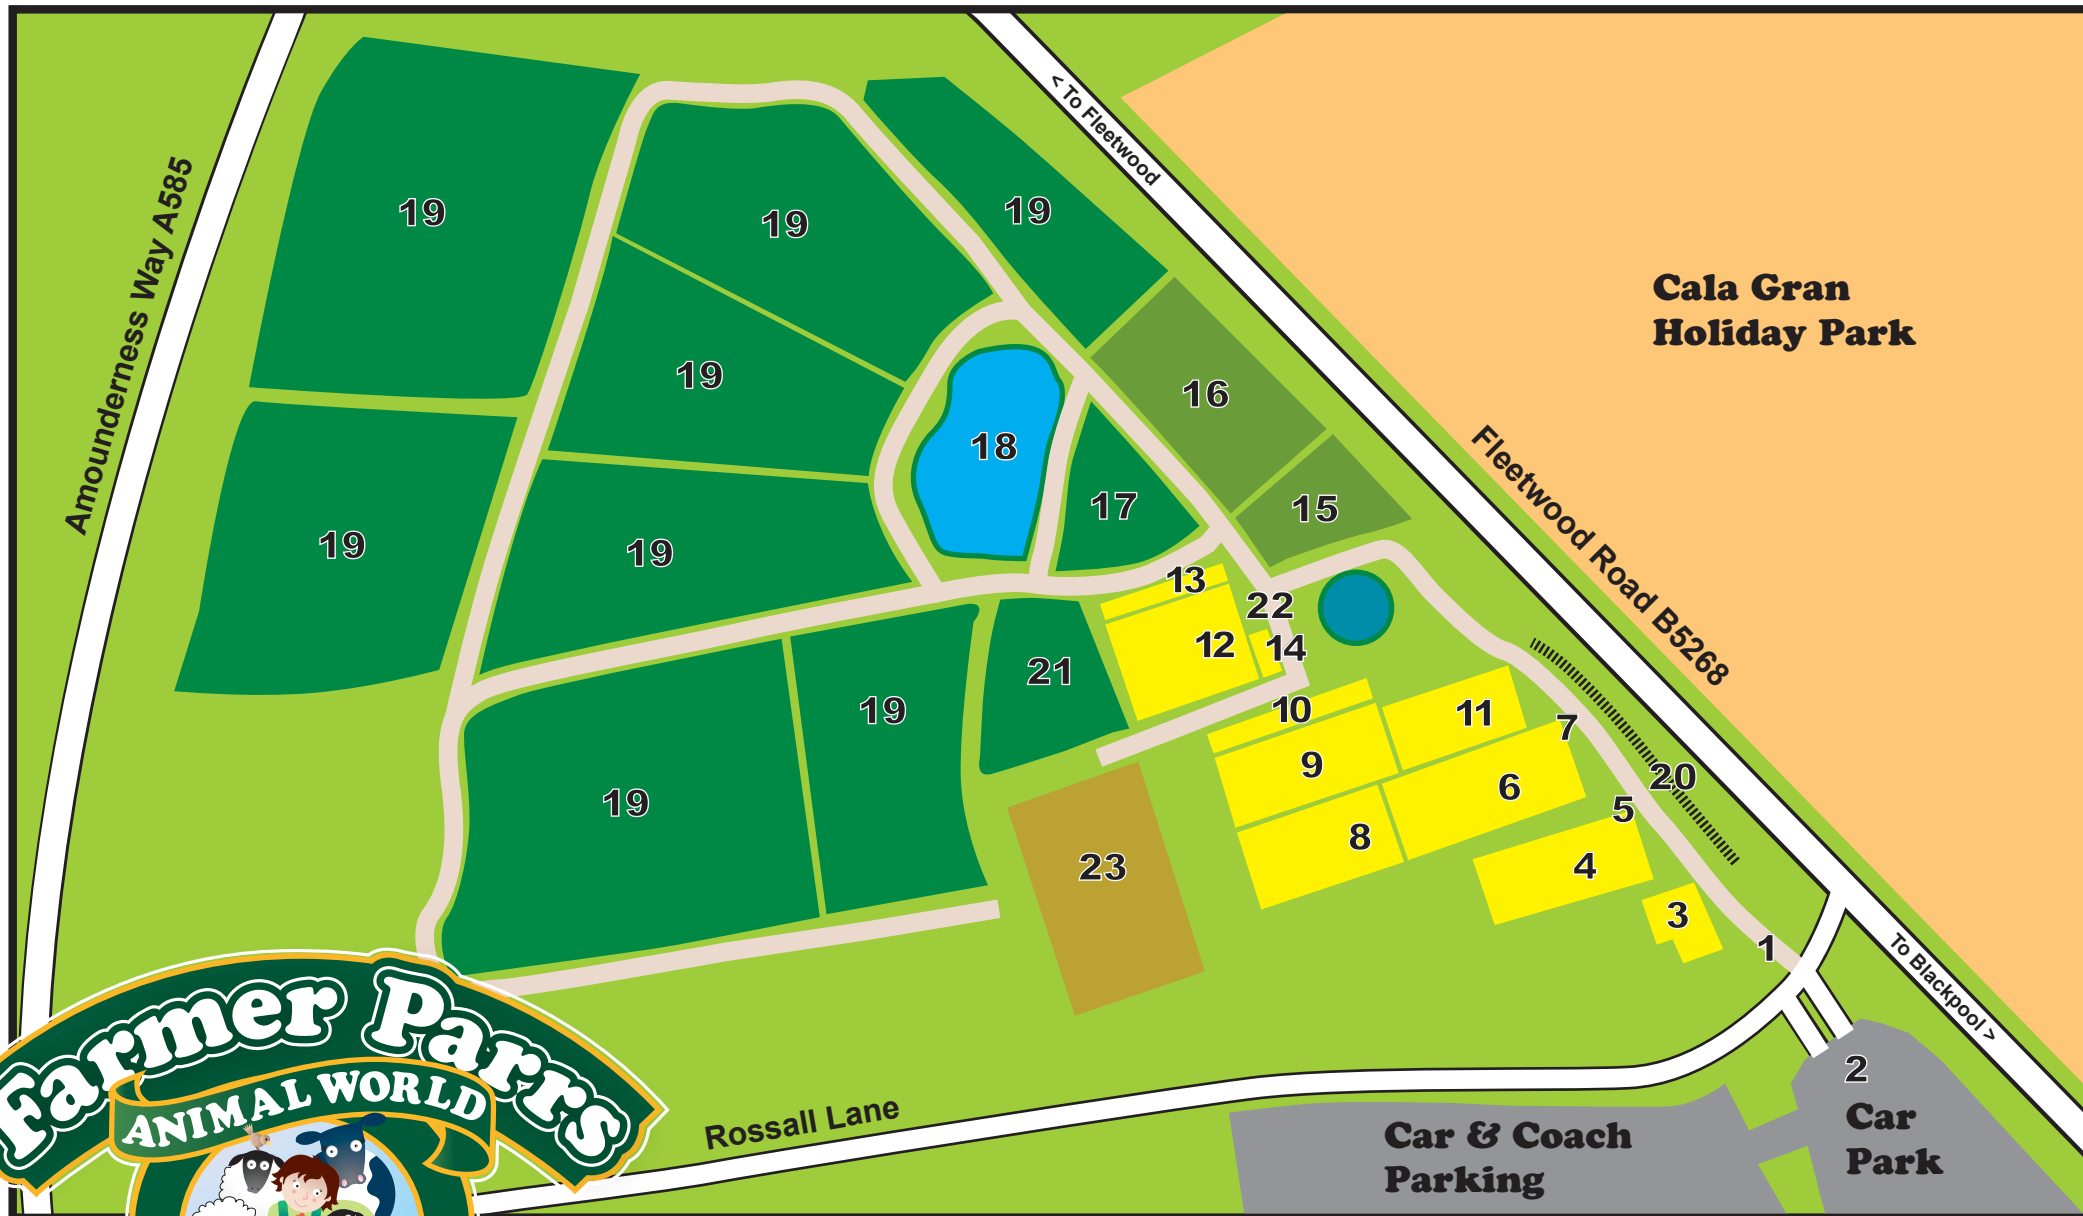 < To Fleetwood
Amounderness Way A585
19
19
19
Cala Gran
Holiday Park
19
16
18
17
15
Fleetwood Road B5268
19
19
13
22
12
14
21
19
10
11
7
9
6
20
5
19
8
4
23
3
1
To Blackpool >
2
Farmer Parrs
ANIMAL WORLD
Rossall Lane
Car & Coach
Parking
Car
Park
19